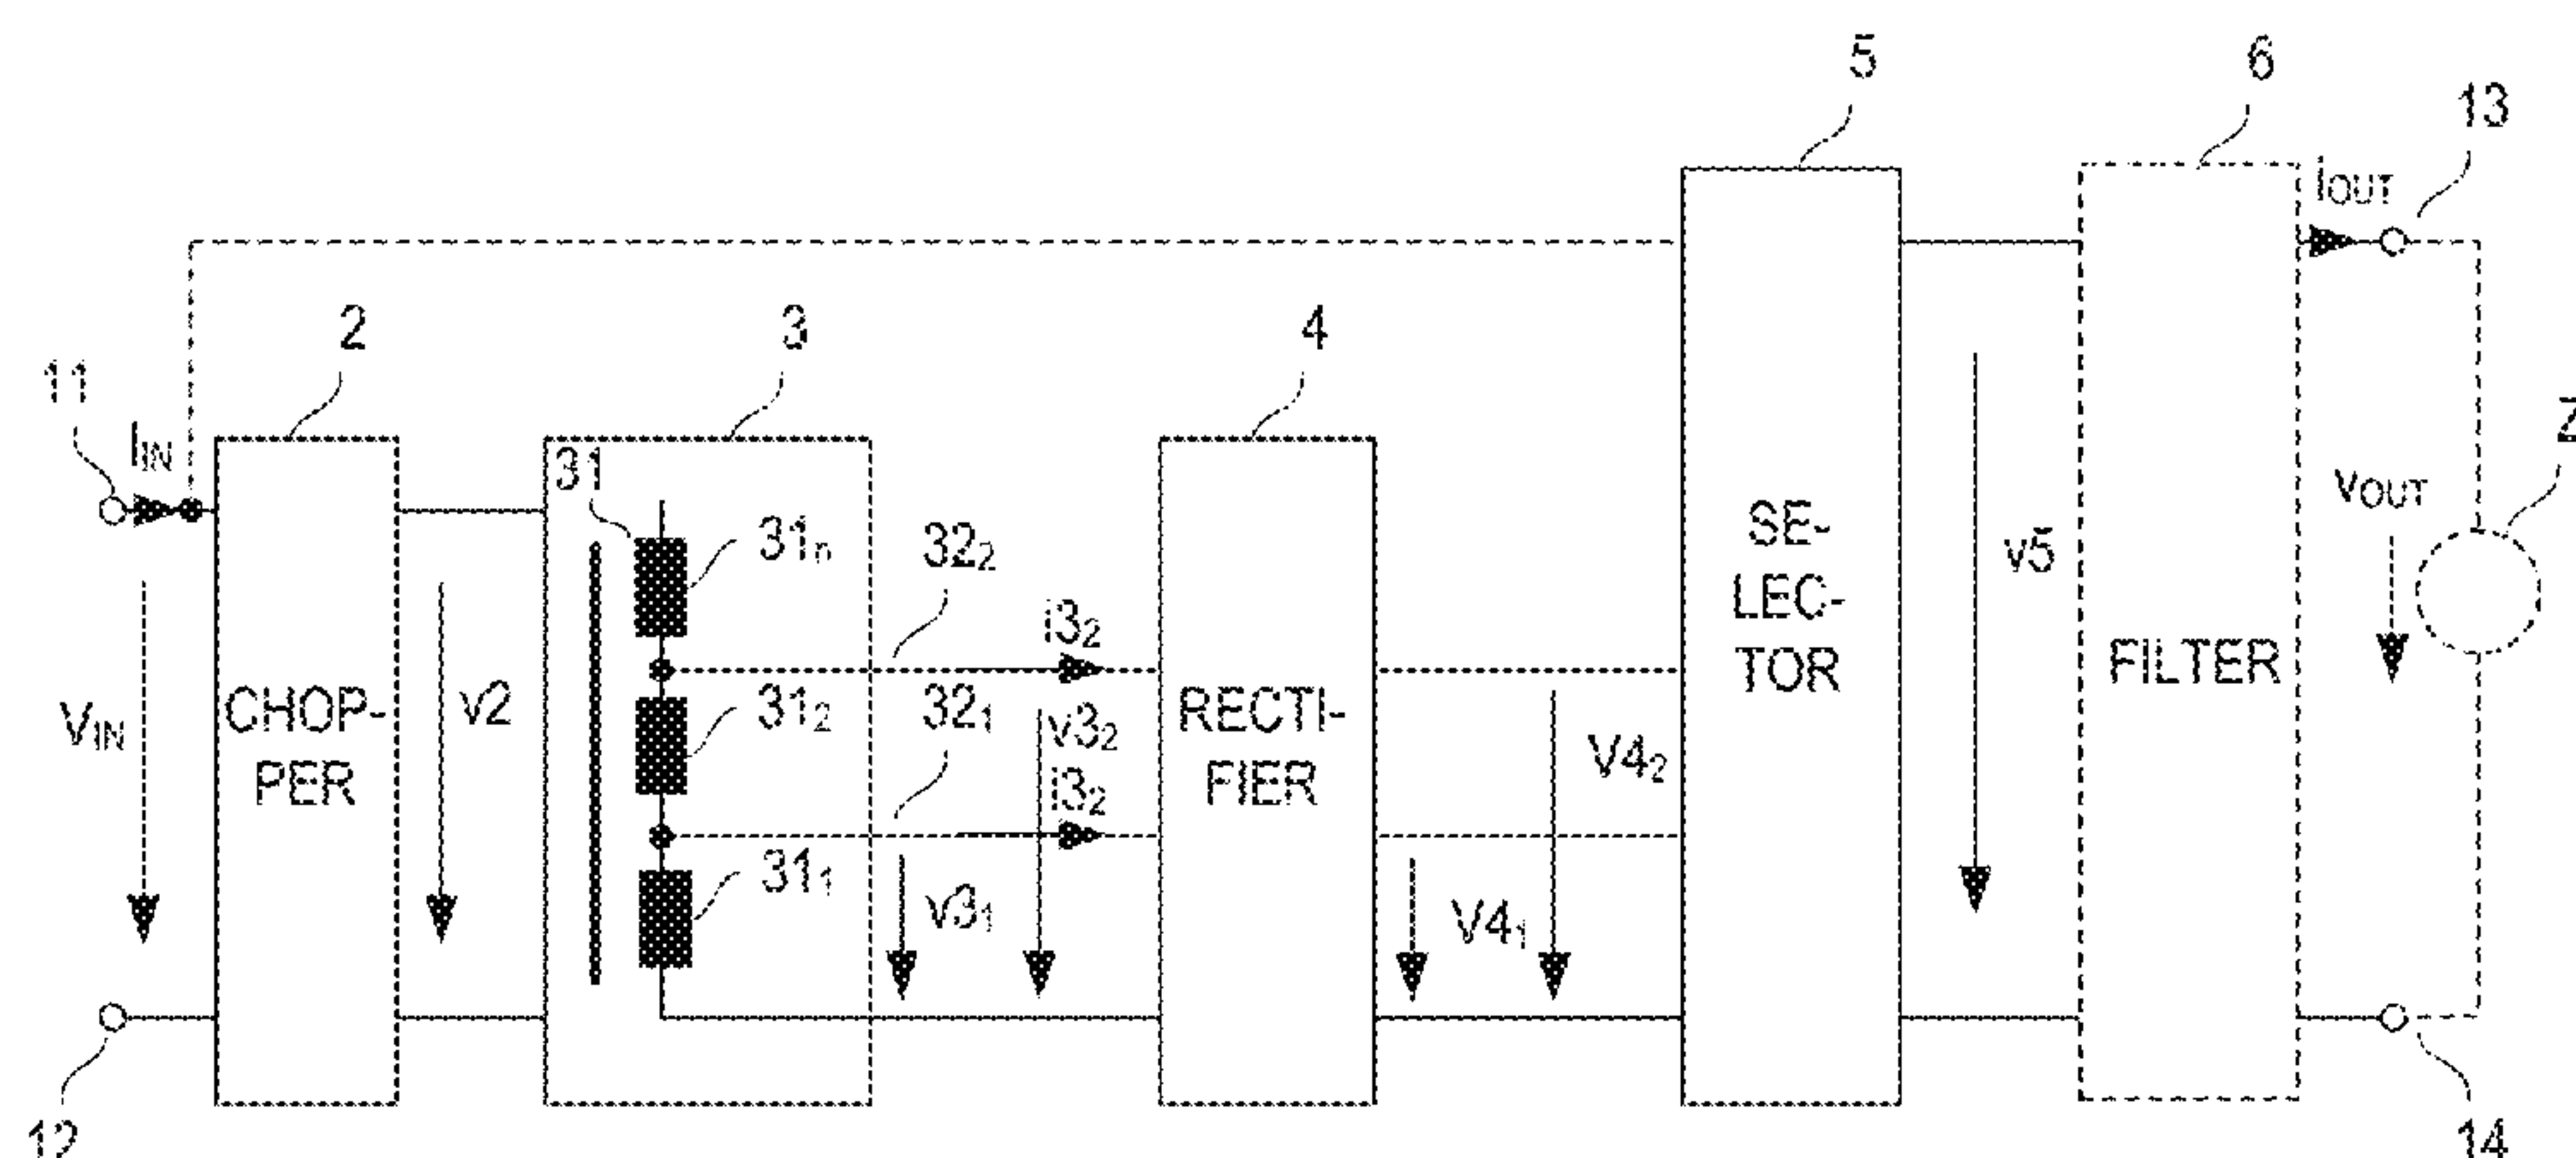 5
6
13
iOUT
2
3
4
11
IIN
31
31n
32₂
i3₂
VIN
CHOP-
PER
v2
31₂
32₁
v3₂
i3₂
31₁
v3₁
RECTI-
FIER
V4₂
V4₁
SE-
LEC-
TOR
v5
FILTER
vOUT
Z
12
14